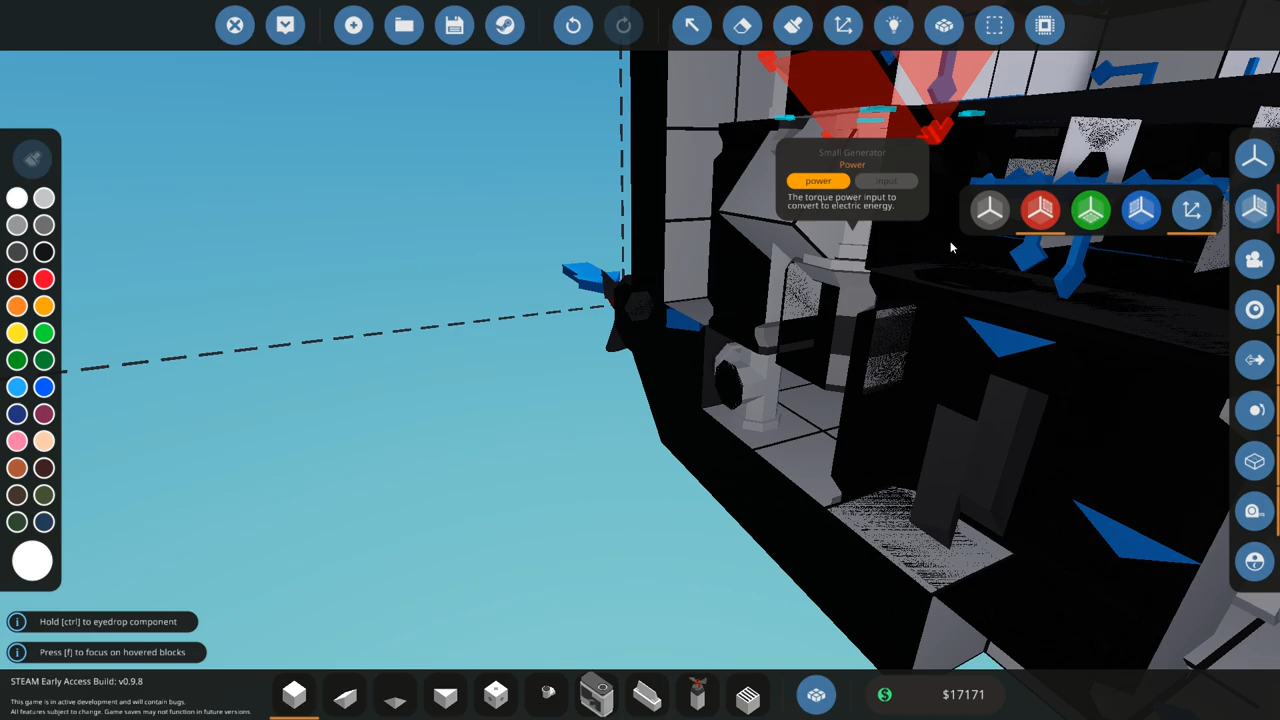 Small Generator
Power
power input
The torque power input to
convert to electric energy.
Hold [ctrl] to eyedrop component
Press [f] to focus on hovered blocks
STEAM Early Access Build: v0.9.8
This game is in active development and will contain bugs.
All features subject to change. Game saves may not function in future versions.
$ $17171